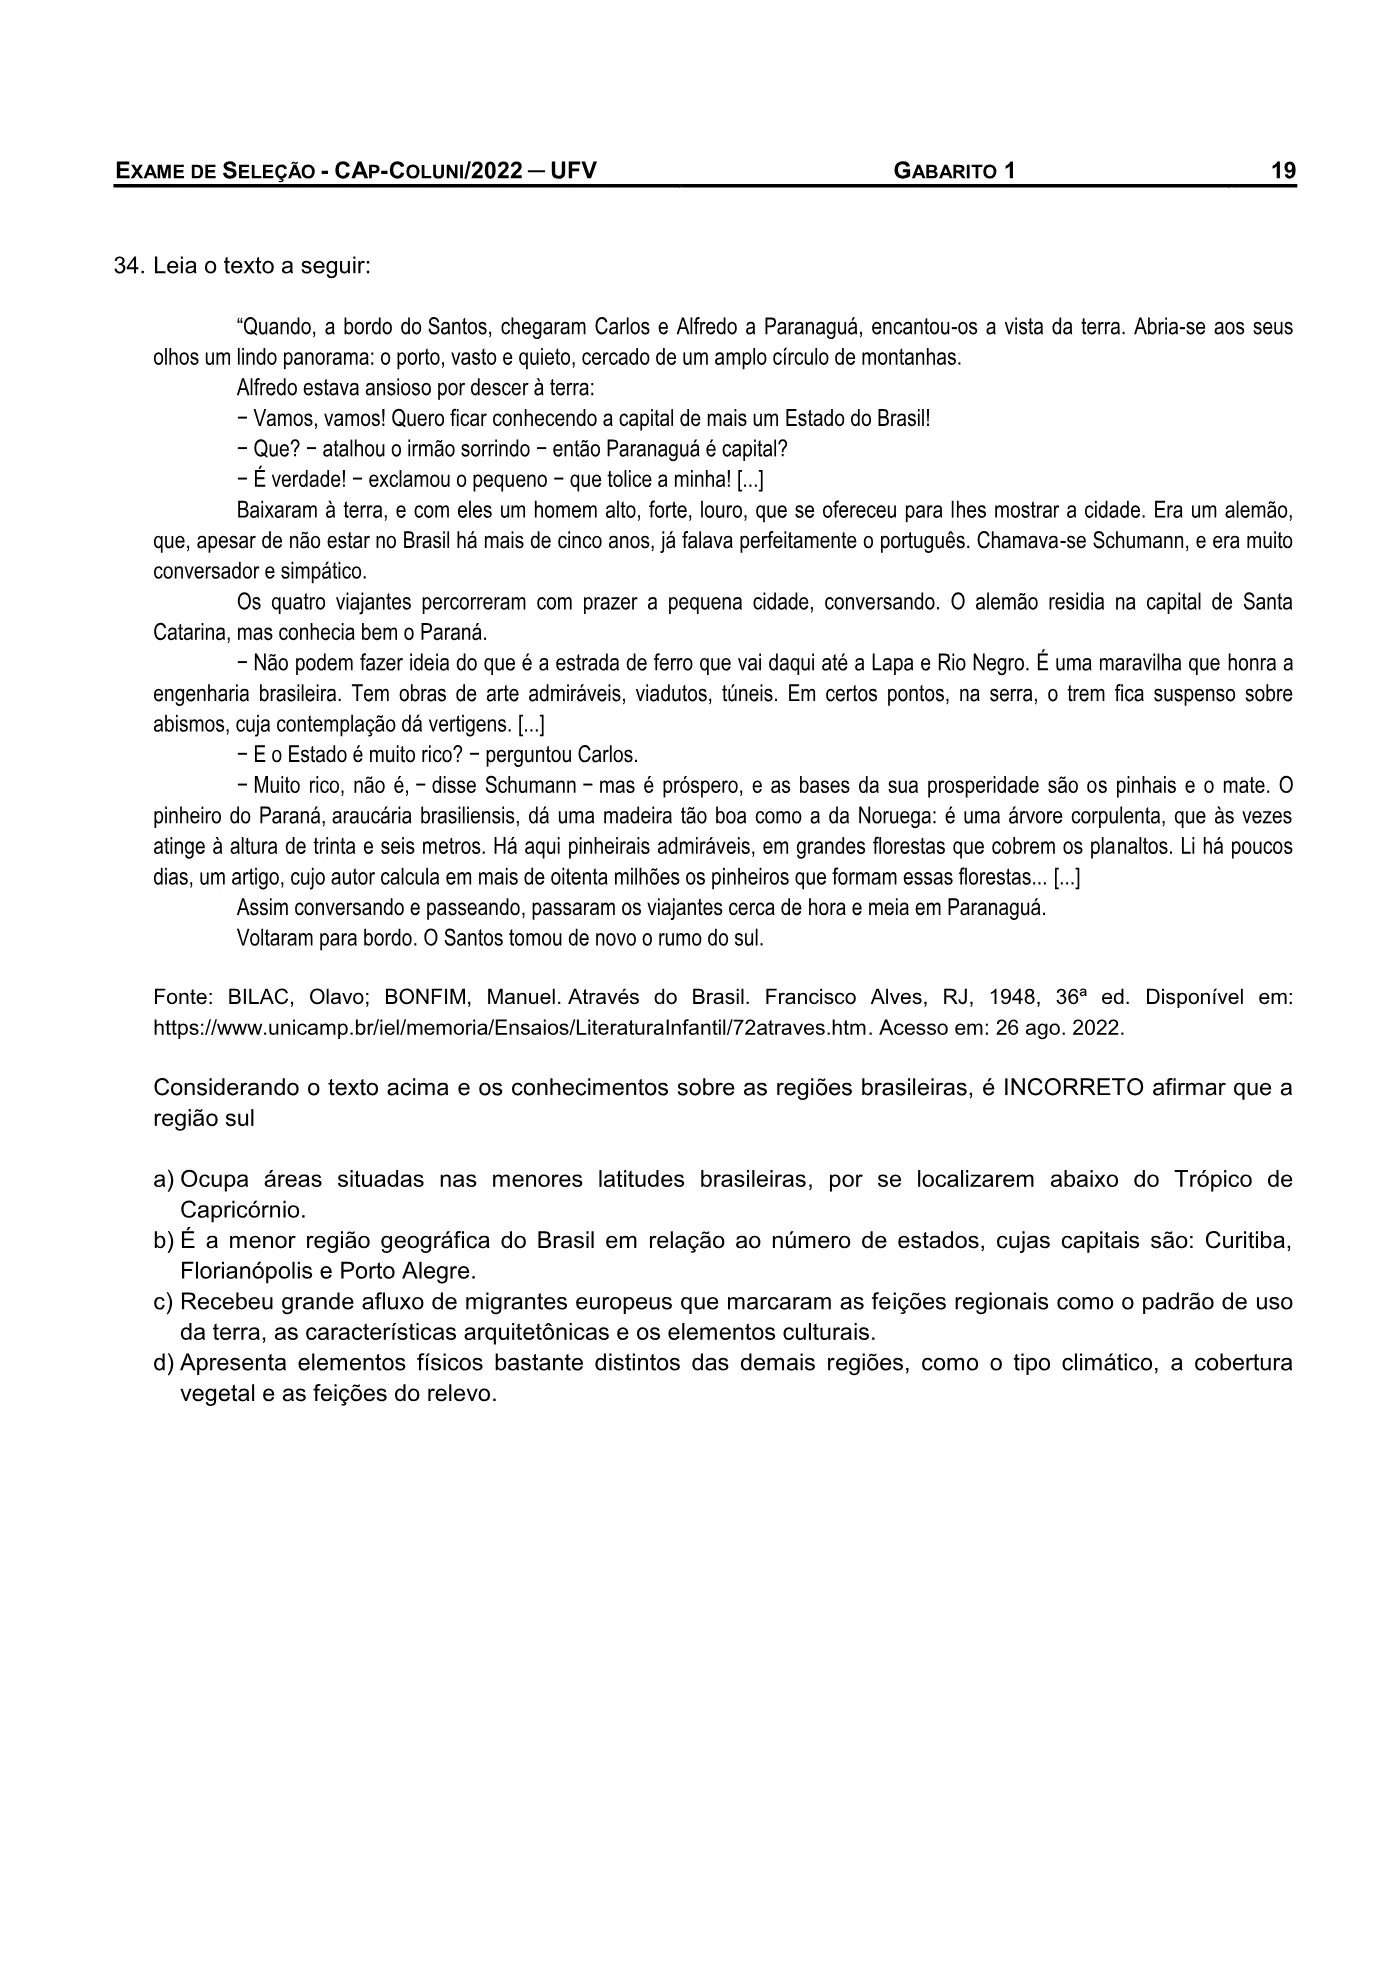 EXAME DE SELEÇÃO - CAP-COLUNI/2022 — UFV GABARITO 1 19
34. Leia o texto a seguir:
“Quando, a bordo do Santos, chegaram Carlos e Alfredo a Paranaguá, encantou-os a vista da terra. Abria-se aos seus
olhos um lindo panorama: o porto, vasto e quieto, cercado de um amplo círculo de montanhas.
Alfredo estava ansioso por descer à terra:
− Vamos, vamos! Quero ficar conhecendo a capital de mais um Estado do Brasil!
− Que? − atalhou o irmão sorrindo − então Paranaguá é capital?
− É verdade! − exclamou o pequeno − que tolice a minha! [...]
Baixaram à terra, e com eles um homem alto, forte, louro, que se ofereceu para lhes mostrar a cidade. Era um alemão,
que, apesar de não estar no Brasil há mais de cinco anos, já falava perfeitamente o português. Chamava-se Schumann, e era muito
conversador e simpático.
Os quatro viajantes percorreram com prazer a pequena cidade, conversando. O alemão residia na capital de Santa
Catarina, mas conhecia bem o Paraná.
− Não podem fazer ideia do que é a estrada de ferro que vai daqui até a Lapa e Rio Negro. É uma maravilha que honra a
engenharia brasileira. Tem obras de arte admiráveis, viadutos, túneis. Em certos pontos, na serra, o trem fica suspenso sobre
abismos, cuja contemplação dá vertigens. [...]
− E o Estado é muito rico? − perguntou Carlos.
− Muito rico, não é, − disse Schumann − mas é próspero, e as bases da sua prosperidade são os pinhais e o mate. O
pinheiro do Paraná, araucária brasiliensis, dá uma madeira tão boa como a da Noruega: é uma árvore corpulenta, que às vezes
atinge à altura de trinta e seis metros. Há aqui pinheirais admiráveis, em grandes florestas que cobrem os planaltos. Li há poucos
dias, um artigo, cujo autor calcula em mais de oitenta milhões os pinheiros que formam essas florestas... [...]
Assim conversando e passeando, passaram os viajantes cerca de hora e meia em Paranaguá.
Voltaram para bordo. O Santos tomou de novo o rumo do sul.
Fonte: BILAC, Olavo; BONFIM, Manuel. Através do Brasil. Francisco Alves, RJ, 1948, 36ª ed. Disponível em:
https://www.unicamp.br/iel/memoria/Ensaios/LiteraturaInfantil/72atraves.htm. Acesso em: 26 ago. 2022.
Considerando o texto acima e os conhecimentos sobre as regiões brasileiras, é INCORRETO afirmar que a
região sul
a) Ocupa áreas situadas nas menores latitudes brasileiras, por se localizarem abaixo do Trópico de
Capricórnio.
b) É a menor região geográfica do Brasil em relação ao número de estados, cujas capitais são: Curitiba,
Florianópolis e Porto Alegre.
c) Recebeu grande afluxo de migrantes europeus que marcaram as feições regionais como o padrão de uso
da terra, as características arquitetônicas e os elementos culturais.
d) Apresenta elementos físicos bastante distintos das demais regiões, como o tipo climático, a cobertura
vegetal e as feições do relevo.